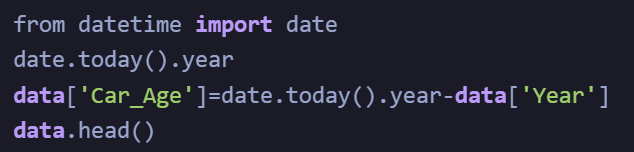 from datetime import date
date.today().year
data['Car_Age']=date.today().year-data['Year']
data.head()